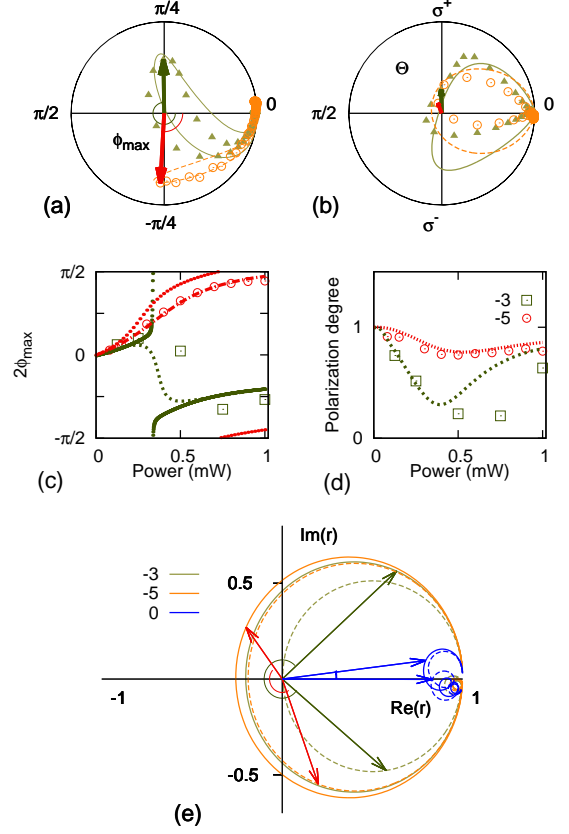 π/4
0
π/2
ϕmax
(a)
-π/4
σ+
Θ
0
π/2
(b)
σ-
π/2
2ϕmax
0
-π/2
0
0.5
1
Power (mW)
(c)
Polarization degree
1
0
-3
-5
0
0.5
1
Power (mW)
(d)
Im(r)
-3
-5
0
0.5
-1
Re(r)
1
-0.5
(e)